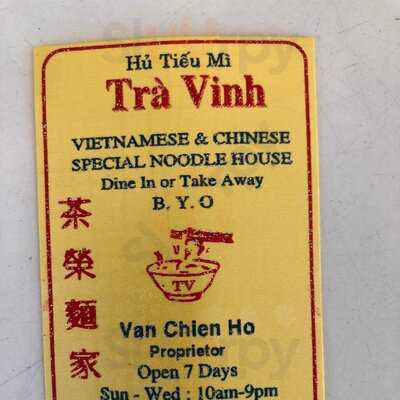 Hủ Tiếu Mì
Trà Vinh
VIETNAMESE & CHINESE
SPECIAL NOODLE HOUSE
Dine In or Take Away
B. Y. O
茶榮麵家
TV
Van Chien Ho
Proprietor
Open 7 Days
Sun - Wed : 10am-9pm